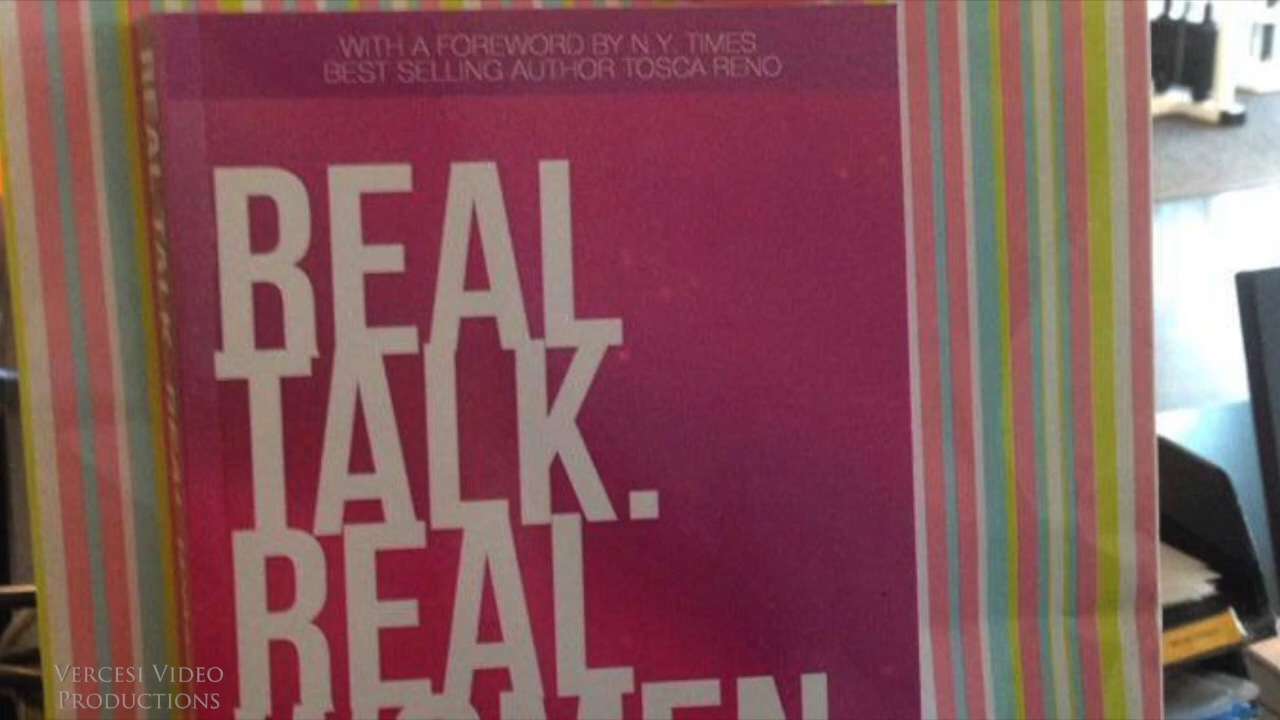 WITH A FOREWORD BY N.Y. TIMES
BEST SELLING AUTHOR TOSCA RENO
REAL
TALK.
REAL
WOMEN
VERCESI VIDEO
PRODUCTIONS